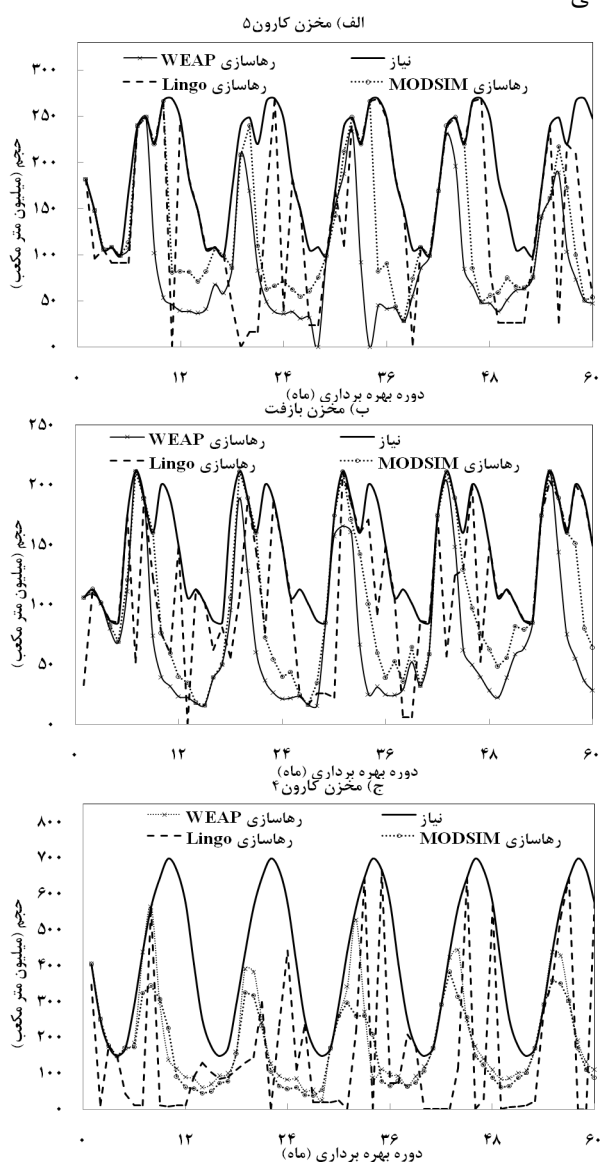 ی
الف) مخزن کارون۵
رهاسازی WEAP
نیاز
رهاسازی Lingo
رهاسازی MODSIM
حجم (میلیون متر مکعب)
۳۰۰
۲۵۰
۲۰۰
۱۵۰
۱۰۰
۵۰
۰
۰ ۱۲ ۲۴ ۳۶ ۴۸ ۶۰
دوره بهره برداری (ماه)
ب) مخزن بازفت
رهاسازی WEAP
نیاز
رهاسازی Lingo
رهاسازی MODSIM
حجم (میلیون متر مکعب)
۲۵۰
۲۰۰
۱۵۰
۱۰۰
۵۰
۰
۰ ۱۲ ۲۴ ۳۶ ۴۸ ۶۰
دوره بهره برداری (ماه)
ج) مخزن کارون۴
رهاسازی WEAP
نیاز
رهاسازی Lingo
رهاسازی MODSIM
حجم (میلیون متر مکعب)
۸۰۰
۷۰۰
۶۰۰
۵۰۰
۴۰۰
۳۰۰
۲۰۰
۱۰۰
۰
۰ ۱۲ ۲۴ ۳۶ ۴۸ ۶۰
دوره بهره برداری (ماه)